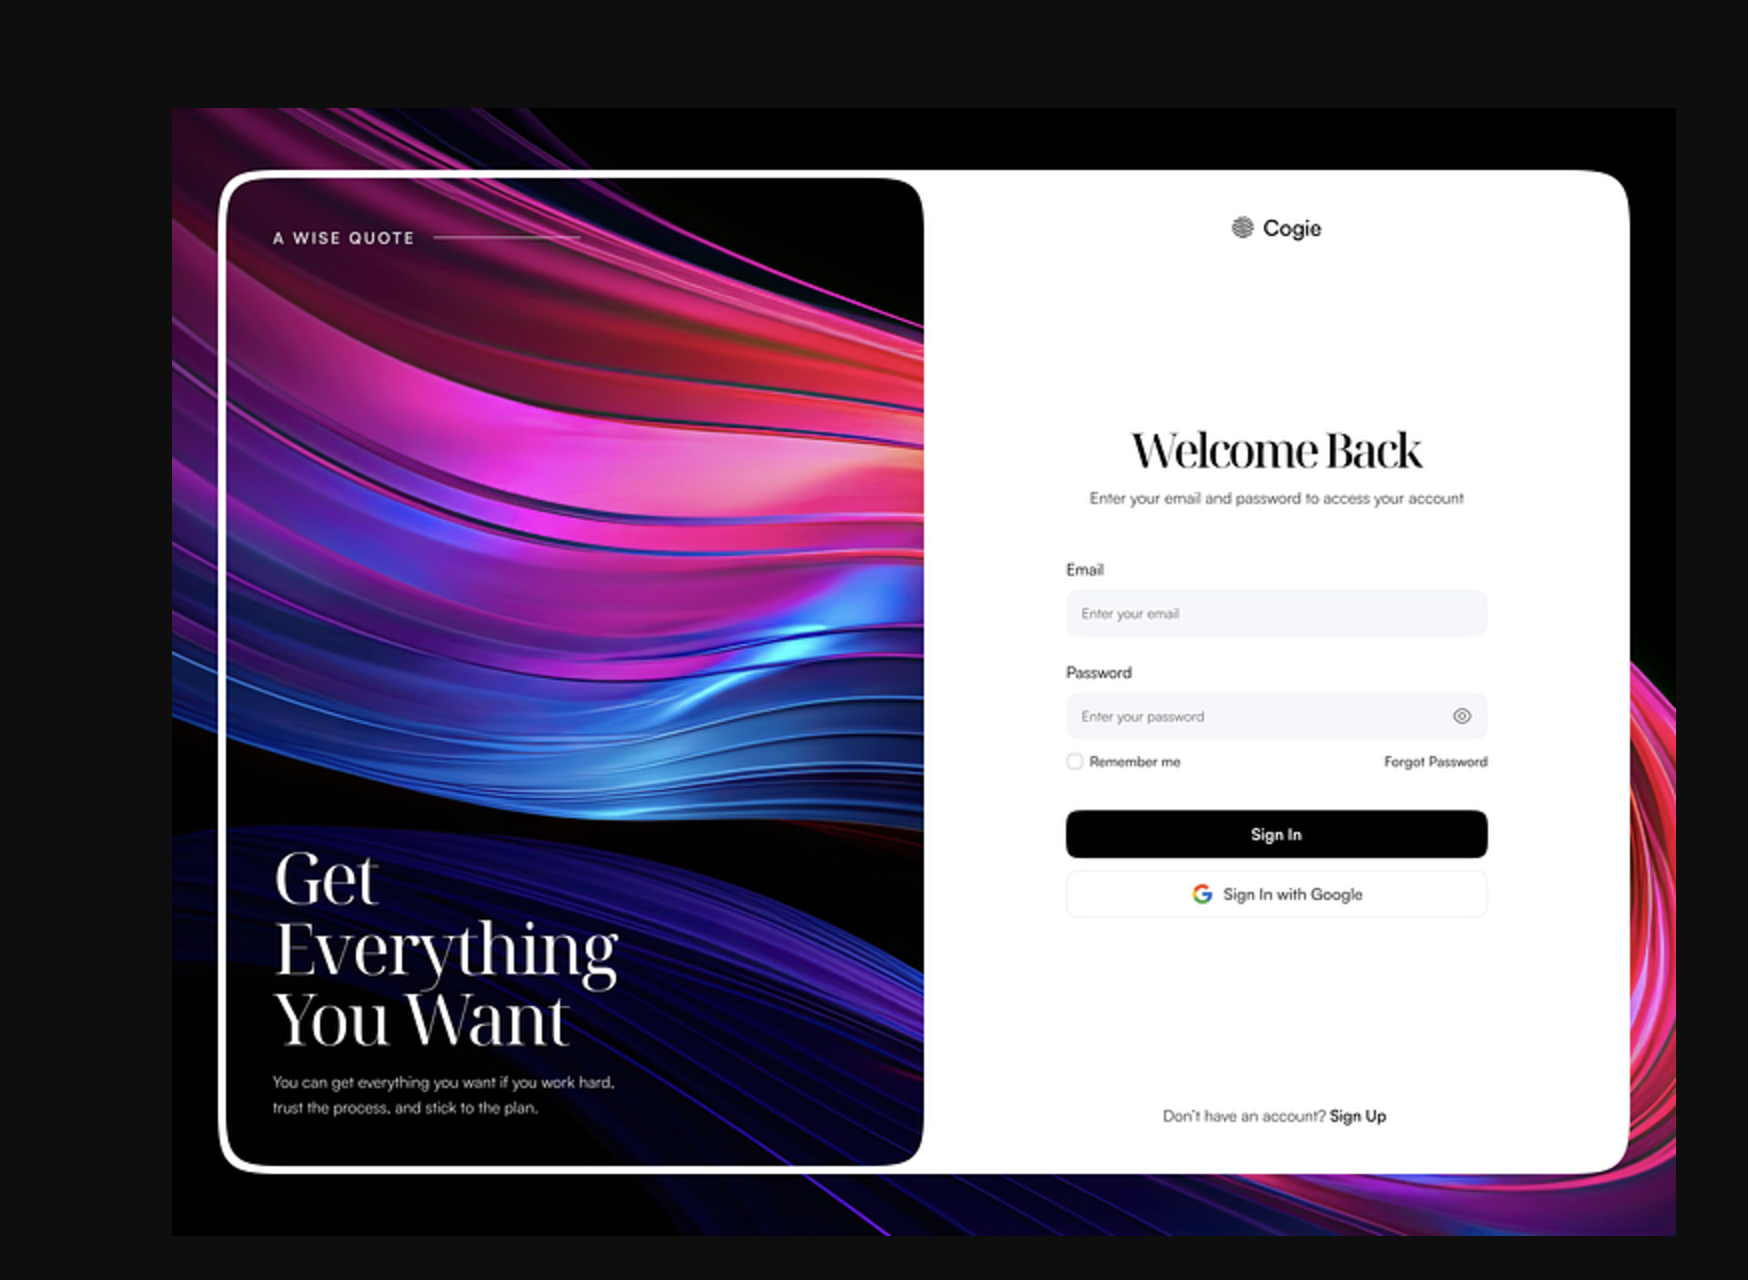 A WISE QUOTE
Get
Everything
You Want
You can get everything you want if you work hard,
trust the process, and stick to the plan.
Cogie
Welcome Back
Enter your email and password to access your account
Email
Enter your email
Password
Enter your password
Remember me
Forgot Password
Sign In
Sign In with Google
Don't have an account? Sign Up